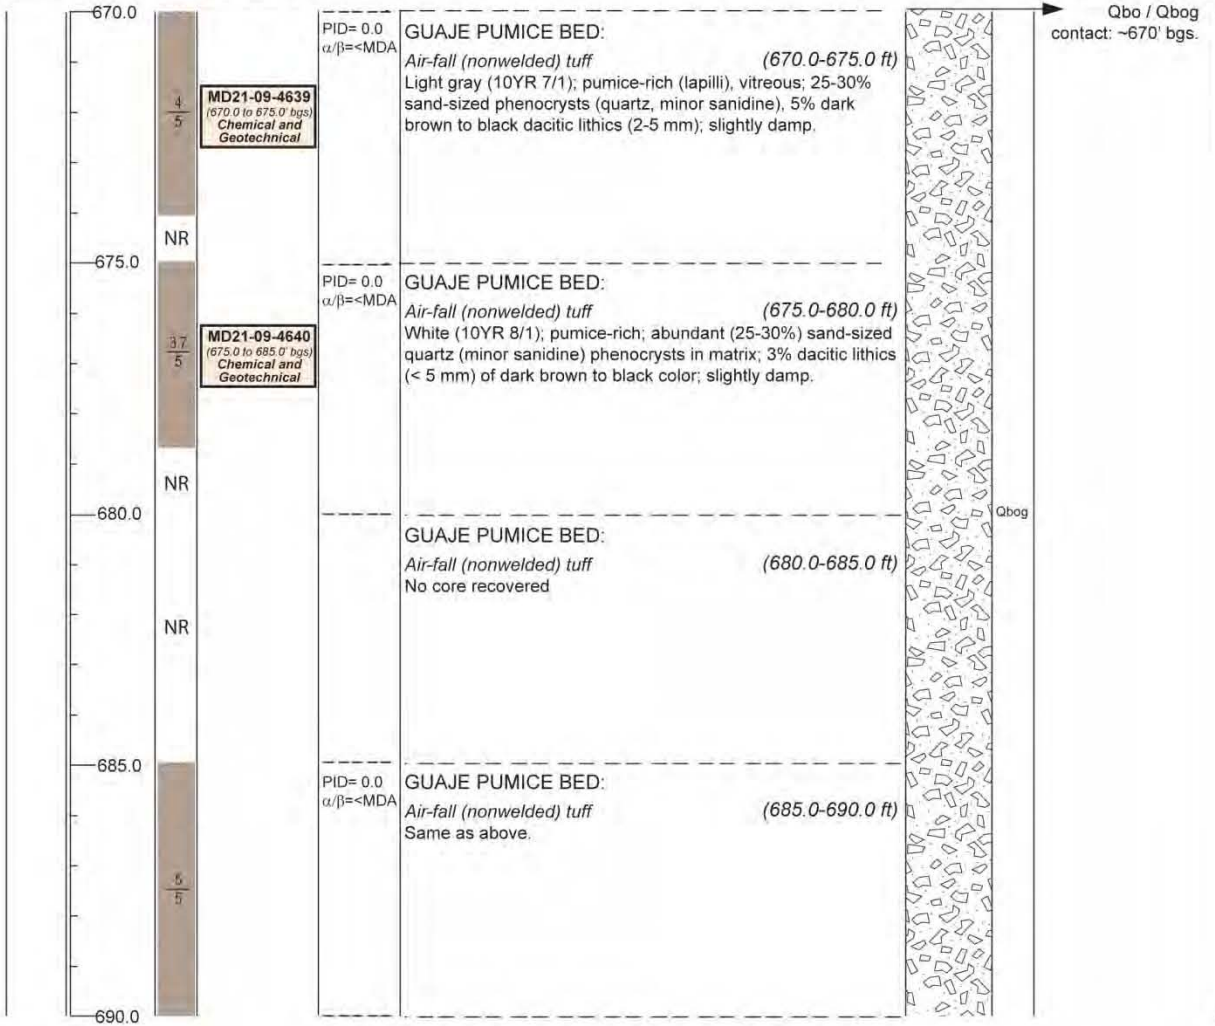 670.0
Qbo / Qbog
contact: ~670' bgs.
PID= 0.0
α/β=<MDA
GUAJE PUMICE BED:
Air-fall (nonwelded) tuff (670.0-675.0 ft)
Light gray (10YR 7/1); pumice-rich (lapilli), vitreous; 25-30%
sand-sized phenocrysts (quartz, minor sanidine), 5% dark
brown to black dacitic lithics (2-5 mm); slightly damp.
4
5
MD21-09-4639
(670.0 to 675.0' bgs)
Chemical and
Geotechnical
NR
675.0
PID= 0.0
α/β=<MDA
GUAJE PUMICE BED:
Air-fall (nonwelded) tuff (675.0-680.0 ft)
White (10YR 8/1); pumice-rich; abundant (25-30%) sand-sized
quartz (minor sanidine) phenocrysts in matrix; 3% dacitic lithics
(< 5 mm) of dark brown to black color; slightly damp.
3.7
5
MD21-09-4640
(675.0 to 685.0' bgs)
Chemical and
Geotechnical
NR
680.0
Qbog
GUAJE PUMICE BED:
Air-fall (nonwelded) tuff (680.0-685.0 ft)
No core recovered
NR
685.0
PID= 0.0
α/β=<MDA
GUAJE PUMICE BED:
Air-fall (nonwelded) tuff (685.0-690.0 ft)
Same as above.
5
5
690.0